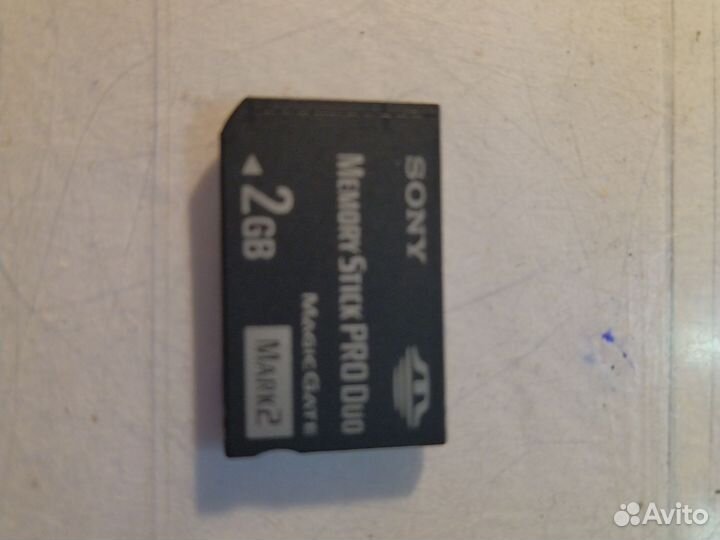 SONY
MEMORY STICK PRO DUO
MAGICGATE
2GB
MARK2
Avito